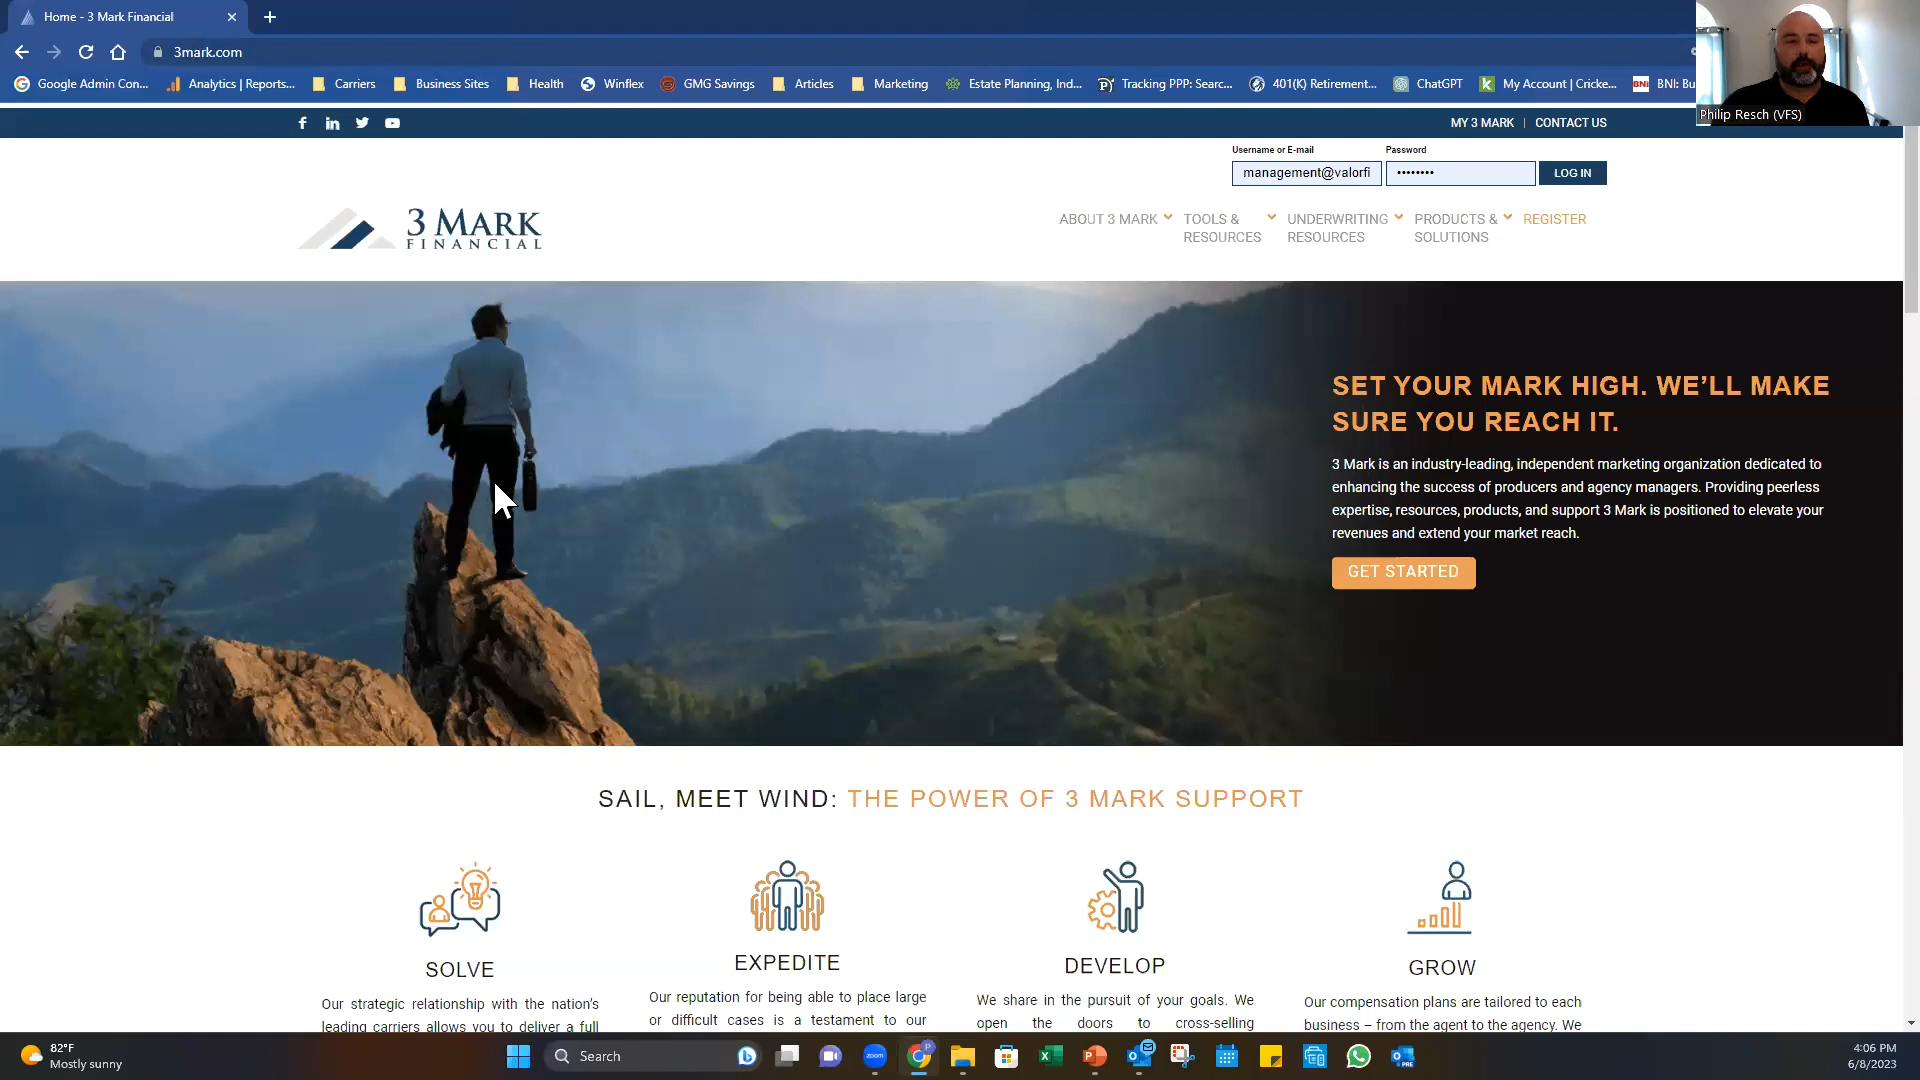 Home - 3 Mark Financial
3mark.com
Google Admin Con...
Analytics | Reports...
Carriers
Business Sites
Health
Winflex
GMG Savings
Articles
Marketing
Estate Planning, Ind...
Tracking PPP: Searc...
401(K) Retirement...
ChatGPT
My Account | Cricke...
BNI: Bu
Philip Resch (VFS)
MY 3 MARK | CONTACT US
Username or E-mail
Password
management@valorfi
••••••••
LOG IN
3 MARK
FINANCIAL
ABOUT 3 MARK
TOOLS &
RESOURCES
UNDERWRITING
RESOURCES
PRODUCTS &
SOLUTIONS
REGISTER
SET YOUR MARK HIGH. WE’LL MAKE
SURE YOU REACH IT.
3 Mark is an industry-leading, independent marketing organization dedicated to
enhancing the success of producers and agency managers. Providing peerless
expertise, resources, products, and support 3 Mark is positioned to elevate your
revenues and extend your market reach.
GET STARTED
SAIL, MEET WIND: THE POWER OF 3 MARK SUPPORT
SOLVE
Our strategic relationship with the nation’s
leading carriers allows you to deliver a full
EXPEDITE
Our reputation for being able to place large
or difficult cases is a testament to our
DEVELOP
We share in the pursuit of your goals. We
open the doors to cross-selling
GROW
Our compensation plans are tailored to each
business – from the agent to the agency. We
82°F
Mostly sunny
Search
zoom
4:06 PM
6/8/2023